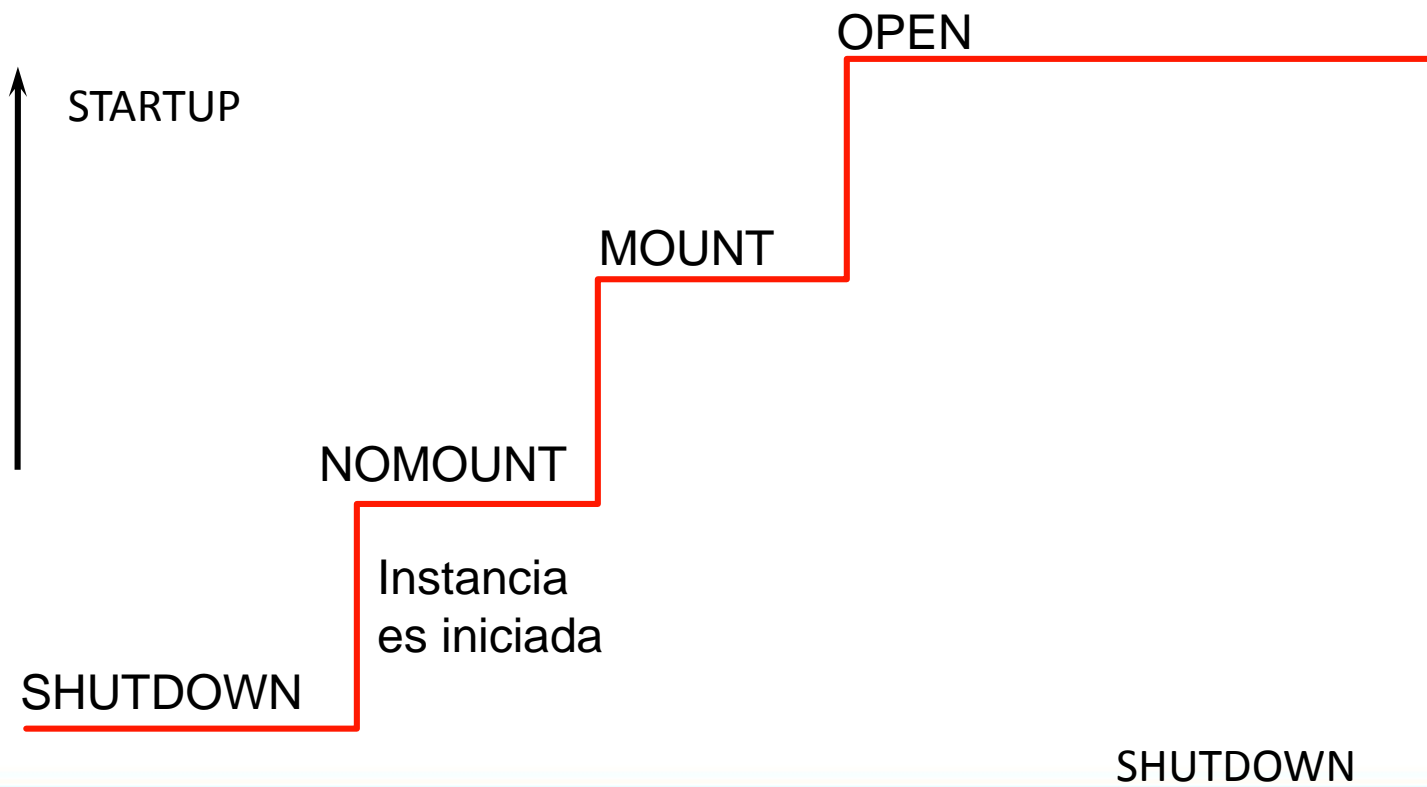 OPEN
STARTUP
MOUNT
NOMOUNT
Instancia
es iniciada
SHUTDOWN
SHUTDOWN